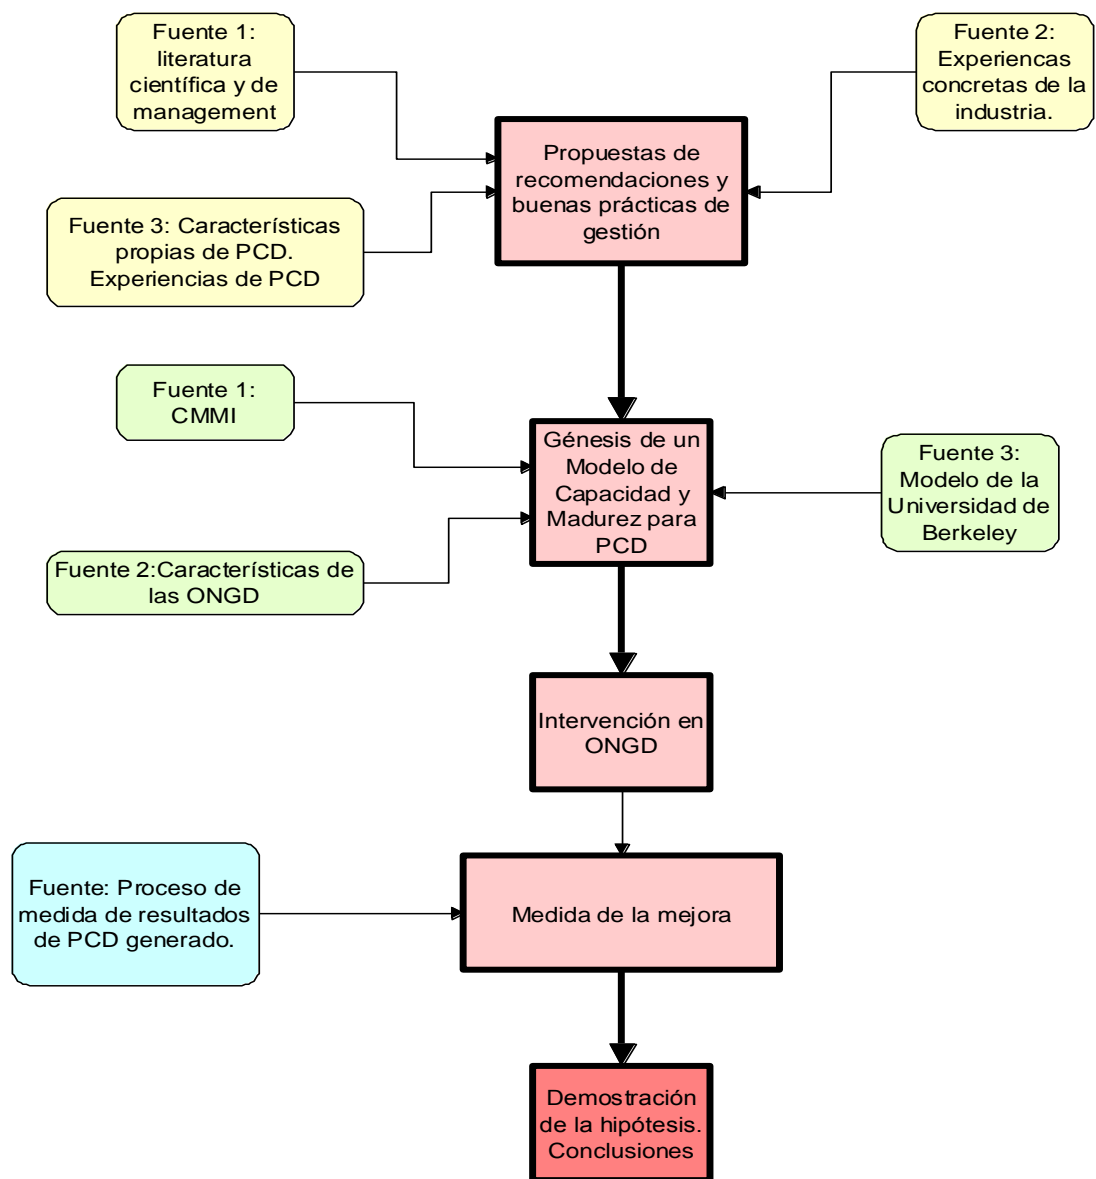 Fuente 1:
literatura
científica y de
management
Fuente 2:
Experiencas
concretas de la
industria.
Propuestas de
recomendaciones y
buenas prácticas de
gestión
Fuente 3: Características
propias de PCD.
Experiencias de PCD
Fuente 1:
CMMI
Génesis de un
Modelo de
Capacidad y
Madurez para
PCD
Fuente 3:
Modelo de la
Universidad de
Berkeley
Fuente 2:Características de
las ONGD
Intervención en
ONGD
Fuente: Proceso de
medida de resultados
de PCD generado.
Medida de la mejora
Demostración
de la hipótesis.
Conclusiones